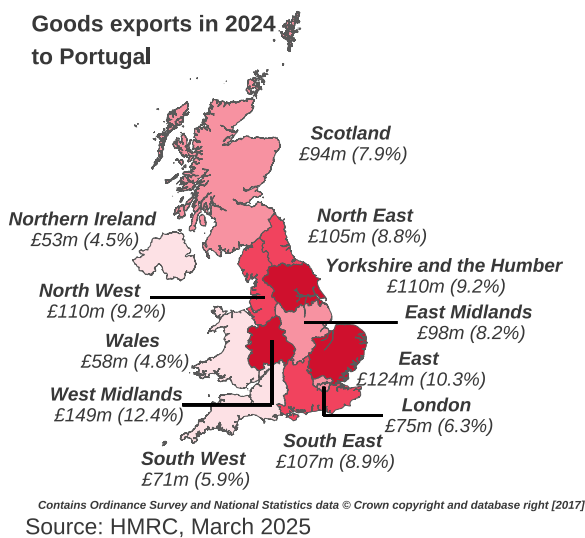 Goods exports in 2024
to Portugal
Scotland
£94m (7.9%)
Northern Ireland
£53m (4.5%)
North East
£105m (8.8%)
Yorkshire and the Humber
£110m (9.2%)
North West
£110m (9.2%)
East Midlands
£98m (8.2%)
Wales
£58m (4.8%)
East
£124m (10.3%)
West Midlands
£149m (12.4%)
London
£75m (6.3%)
South East
£107m (8.9%)
South West
£71m (5.9%)
Contains Ordinance Survey and National Statistics data © Crown copyright and database right [2017]
Source: HMRC, March 2025